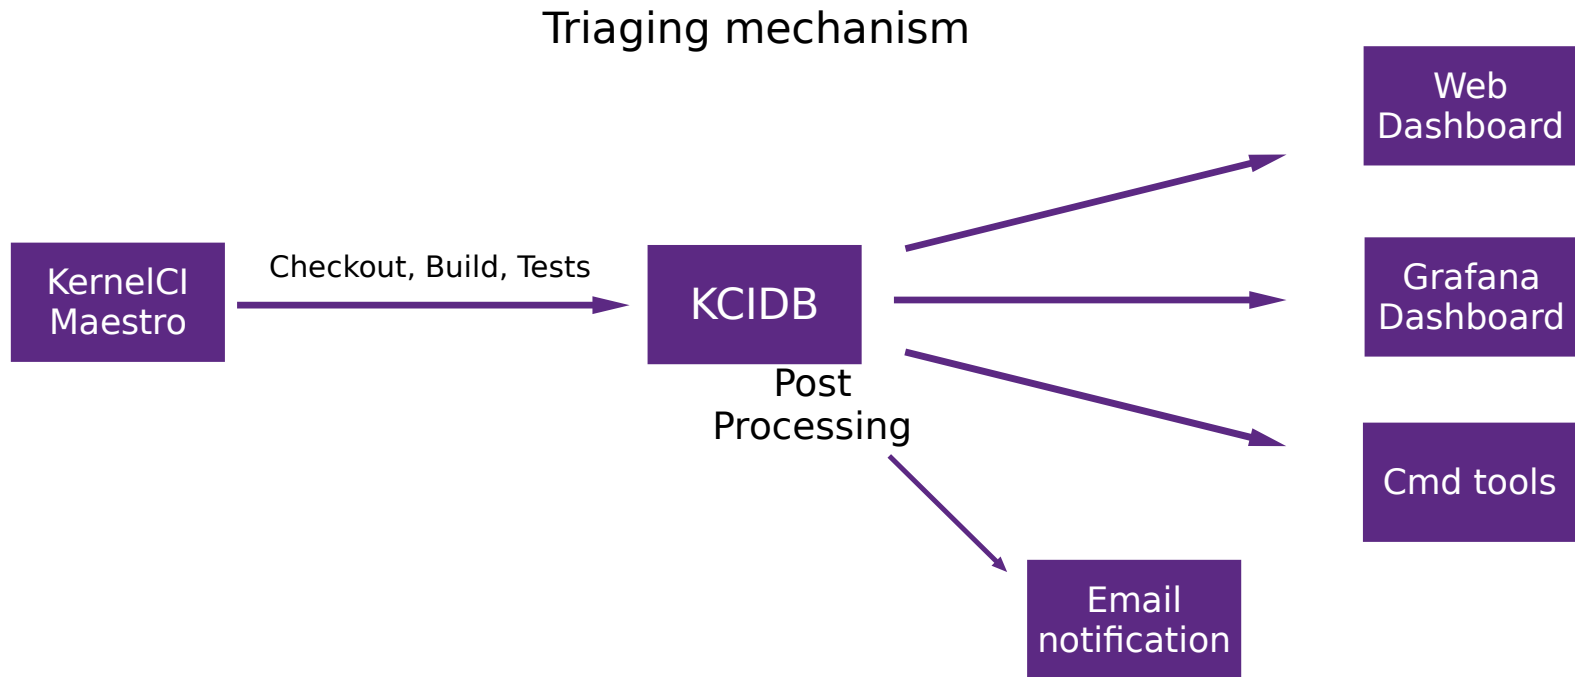 Triaging mechanism
Web
Dashboard
KernelCI
Maestro
Checkout, Build, Tests
KCIDB
Grafana
Dashboard
Post
Processing
Cmd tools
Email
notification